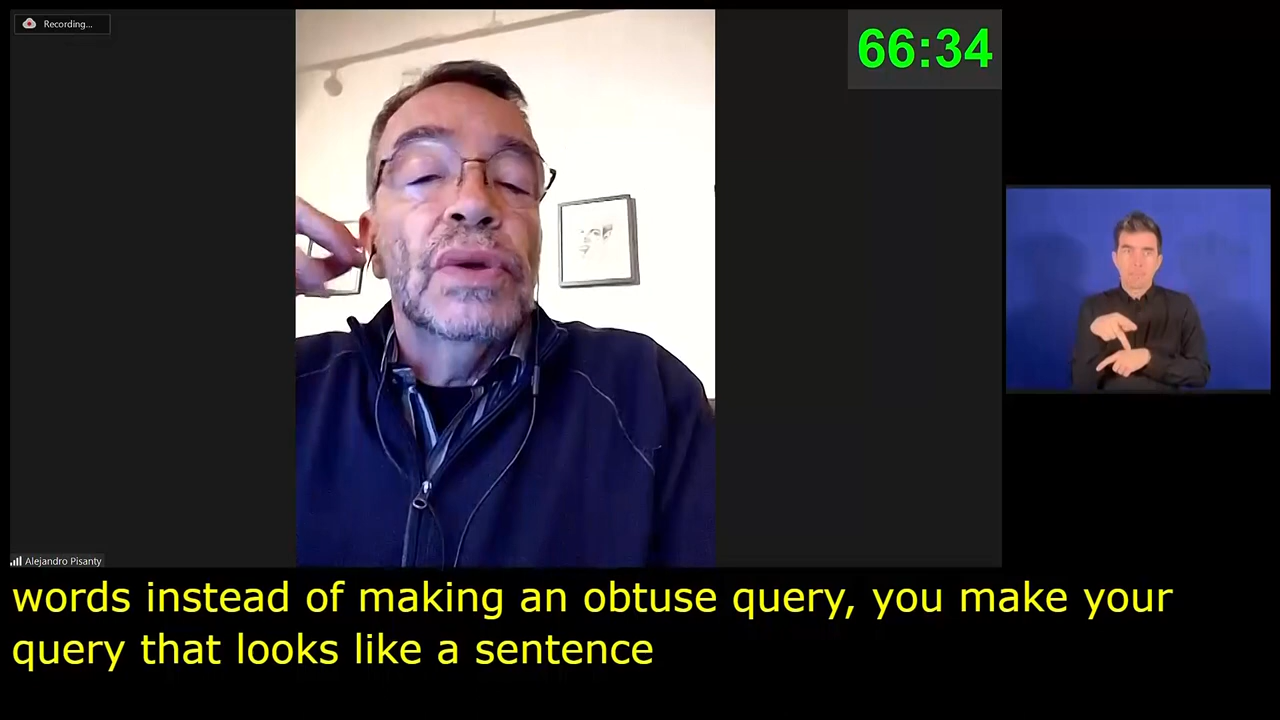 Recording...
66:34
Alejandro Pisanty
words instead of making an obtuse query, you make your
query that looks like a sentence